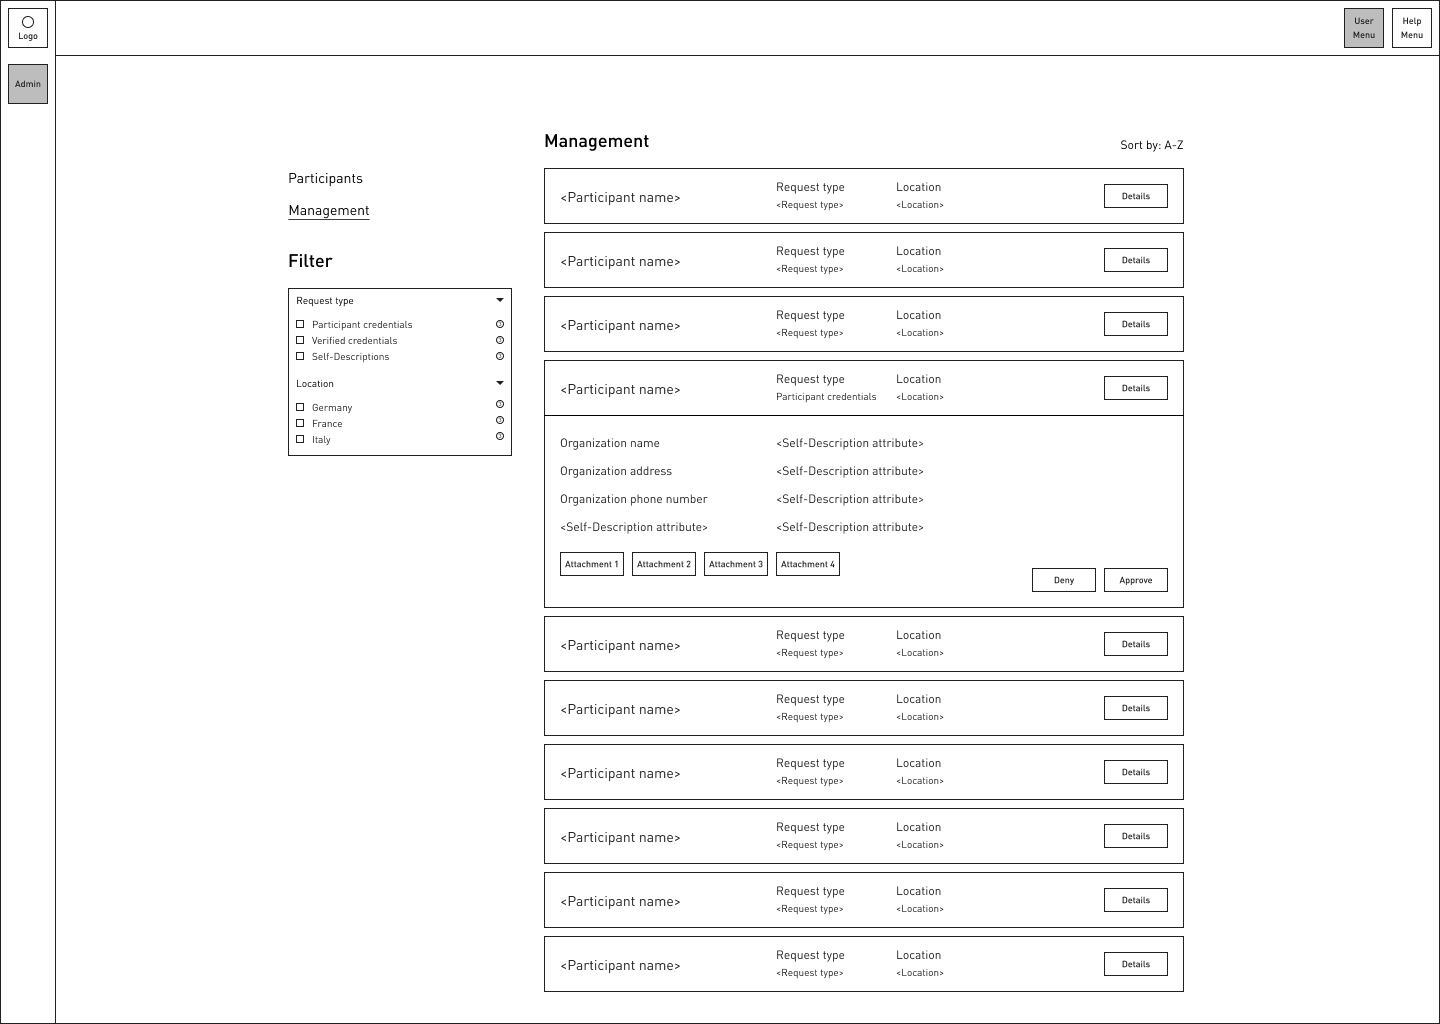 Logo
User
Menu
Help
Menu
Admin
Participants
Management
Filter
Request type
Participant credentials
Verified credentials
Self-Descriptions
Location
Germany
France
Italy
Management
Sort by: A-Z
<Participant name>
Request type
<Request type>
Location
<Location>
Details
<Participant name>
Request type
<Request type>
Location
<Location>
Details
<Participant name>
Request type
<Request type>
Location
<Location>
Details
<Participant name>
Request type
Participant credentials
Location
<Location>
Details
Organization name <Self-Description attribute>
Organization address <Self-Description attribute>
Organization phone number <Self-Description attribute>
<Self-Description attribute> <Self-Description attribute>
Attachment 1 Attachment 2 Attachment 3 Attachment 4
Deny Approve
<Participant name>
Request type
<Request type>
Location
<Location>
Details
<Participant name>
Request type
<Request type>
Location
<Location>
Details
<Participant name>
Request type
<Request type>
Location
<Location>
Details
<Participant name>
Request type
<Request type>
Location
<Location>
Details
<Participant name>
Request type
<Request type>
Location
<Location>
Details
<Participant name>
Request type
<Request type>
Location
<Location>
Details